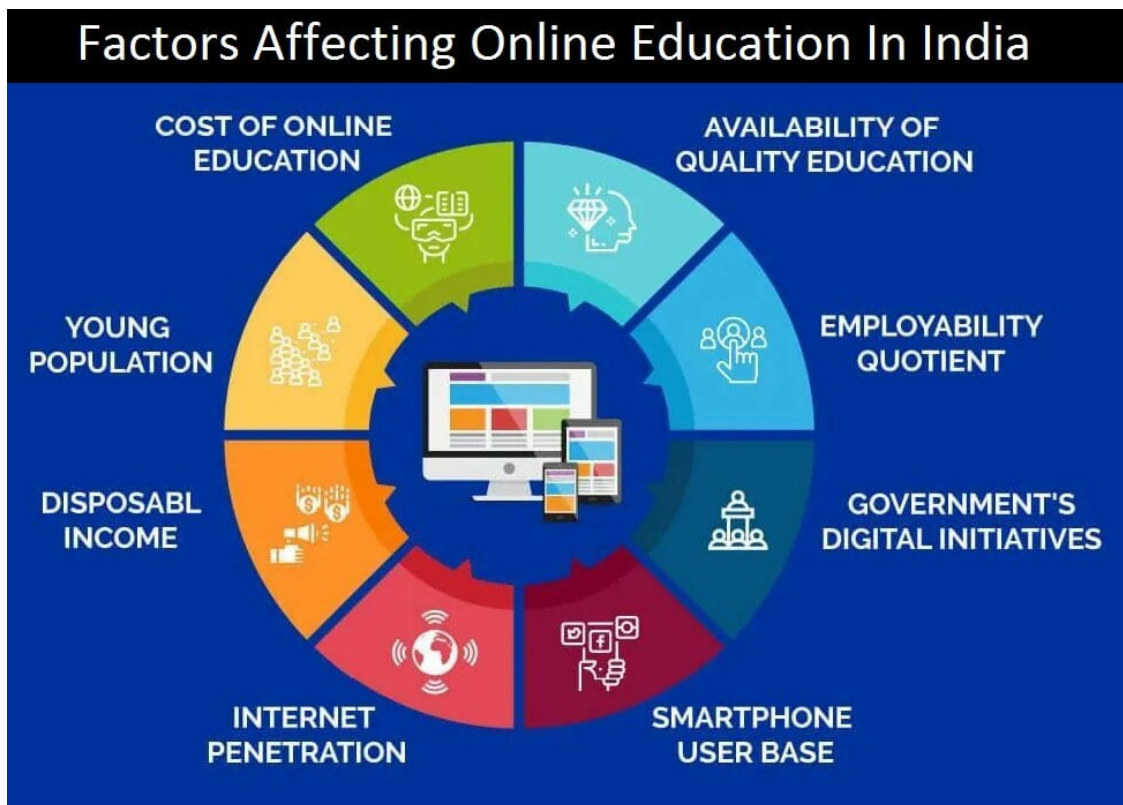 Factors Affecting Online Education In India
COST OF ONLINE
EDUCATION
AVAILABILITY OF
QUALITY EDUCATION
YOUNG
POPULATION
EMPLOYABILITY
QUOTIENT
DISPOSABL
INCOME
GOVERNMENT'S
DIGITAL INITIATIVES
INTERNET
PENETRATION
SMARTPHONE
USER BASE